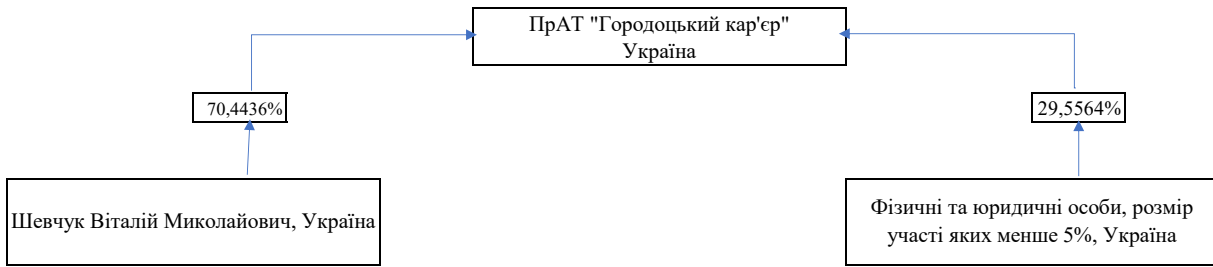 ПрАТ "Городоцький кар'єр"
Україна
70,4436%
29,5564%
Шевчук Віталій Миколайович, Україна
Фізичні та юридичні особи, розмір
участі яких менше 5%, Україна